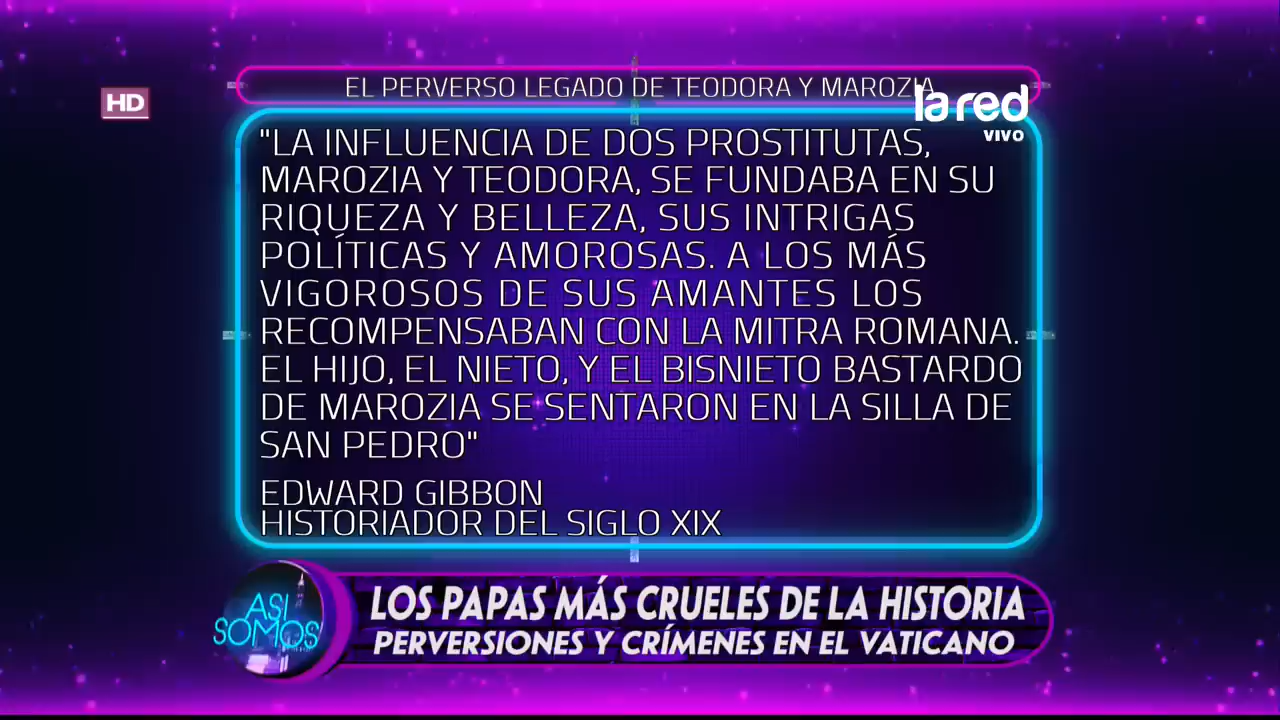 EL PERVERSO LEGADO DE TEODORA Y MAROZIA
HD
la red
VIVO
"LA INFLUENCIA DE DOS PROSTITUTAS,
MAROZIA Y TEODORA, SE FUNDABA EN SU
RIQUEZA Y BELLEZA, SUS INTRIGAS
POLÍTICAS Y AMOROSAS. A LOS MÁS
VIGOROSOS DE SUS AMANTES LOS
RECOMPENSABAN CON LA MITRA ROMANA.
EL HIJO, EL NIETO, Y EL BISNIETO BASTARDO
DE MAROZIA SE SENTARON EN LA SILLA DE
SAN PEDRO"
EDWARD GIBBON
HISTORIADOR DEL SIGLO XIX
ASI
SOMOS
LOS PAPAS MÁS CRUELES DE LA HISTORIA
PERVERSIONES Y CRÍMENES EN EL VATICANO